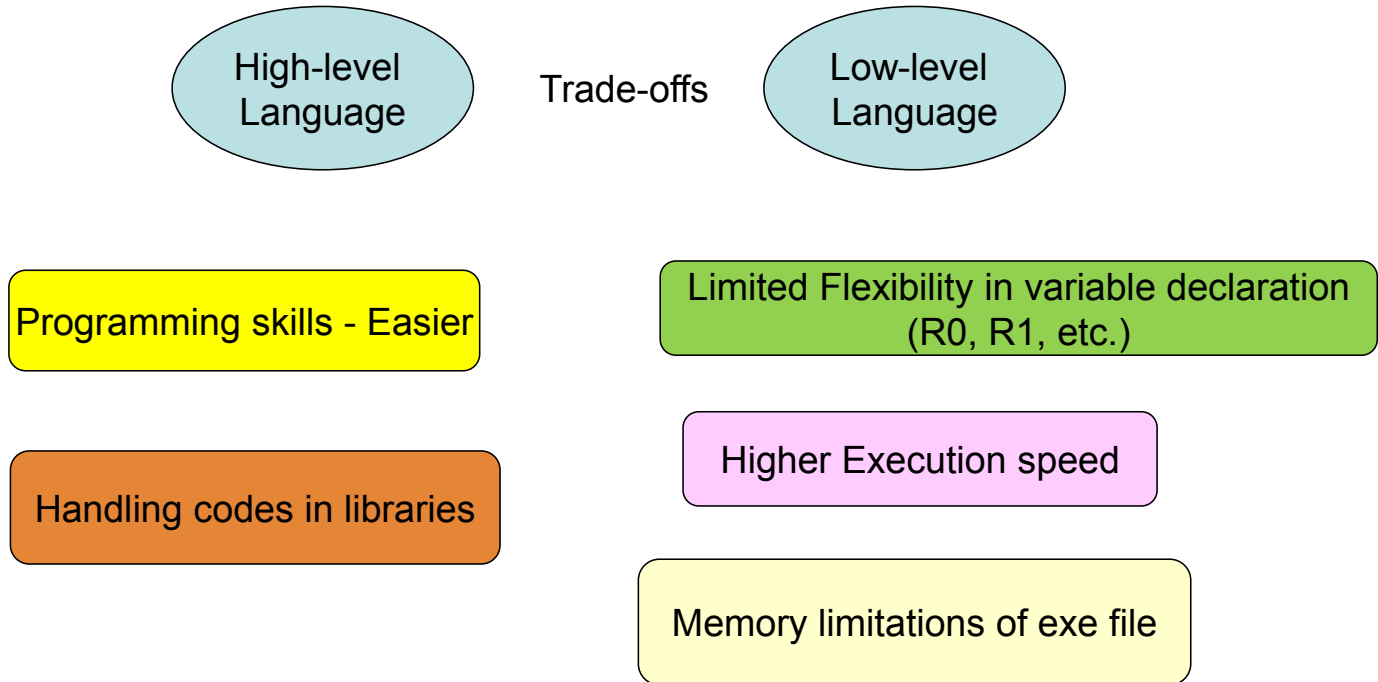 High-level
Language
Trade-offs
Low-level
Language
Programming skills - Easier
Limited Flexibility in variable declaration
(R0, R1, etc.)
Handling codes in libraries
Higher Execution speed
Memory limitations of exe file